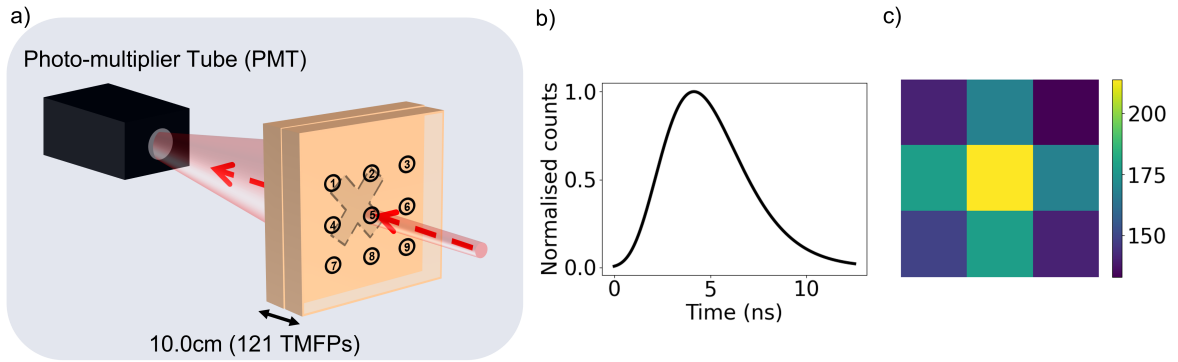 a)
Photo-multiplier Tube (PMT)
1
2
3
4
5
6
7
8
9
10.0cm (121 TMFPs)
b)
Normalised counts
1.0
0.5
0.0
0
5
10
Time (ns)
c)
200
175
150